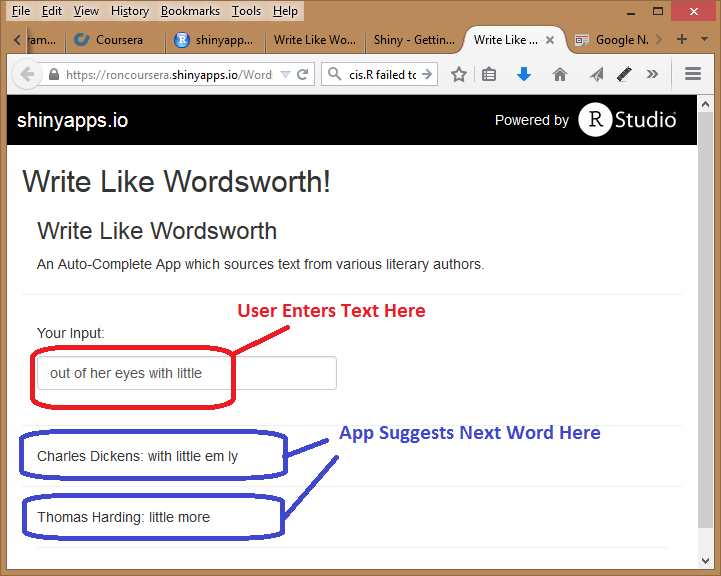 File Edit View History Bookmarks Tools Help
ram... Coursera shinyapp... Write Like Wo... Shiny - Gettin... Write Like ... Google N.
https://roncoursera.shinyapps.io/Word cis.R failed to
shinyapps.io Powered by R Studio
Write Like Wordsworth!
Write Like Wordsworth
An Auto-Complete App which sources text from various literary authors.
User Enters Text Here
Your Input:
out of her eyes with little
App Suggests Next Word Here
Charles Dickens: with little em ly
Thomas Harding: little more